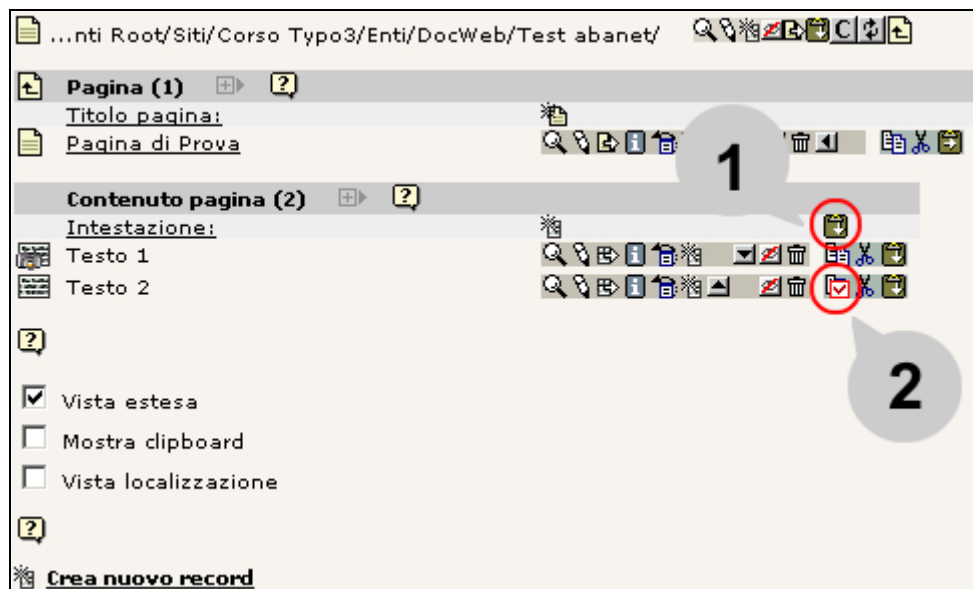 ...nti Root/Siti/Corso Typo3/Enti/DocWeb/Test abanet/ C
Pagina (1) ?
Titolo pagina:
Pagina di Prova
1
Contenuto pagina (2) ?
Intestazione:
Testo 1
Testo 2
2
?
Vista estesa
Mostra clipboard
Vista localizzazione
?
Crea nuovo record